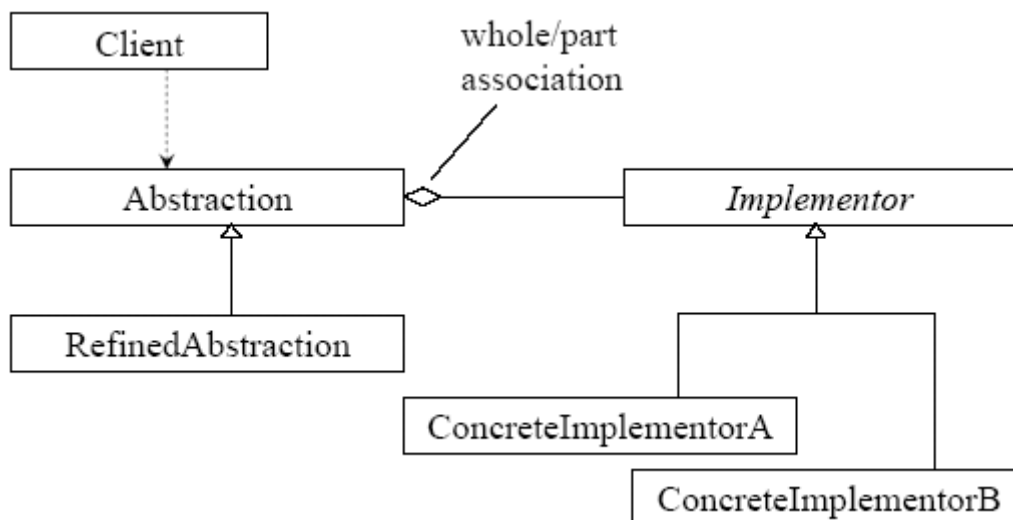 Client
whole/part
association
Abstraction
Implementor
RefinedAbstraction
ConcreteImplementorA
ConcreteImplementorB